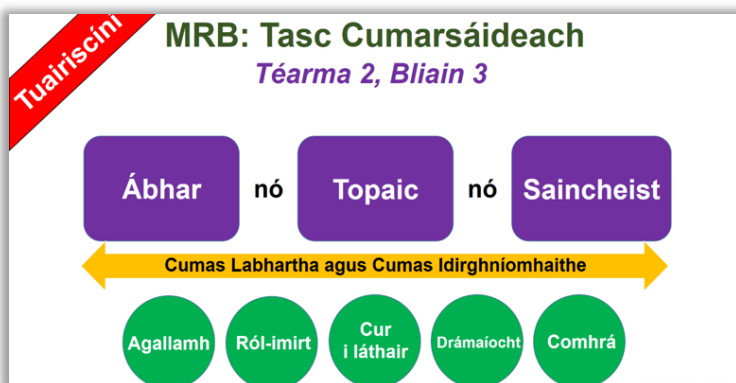 Tuairiscíní
MRB: Tasc Cumarsáideach
Téarma 2, Bliain 3
Ábhar nó Topaic nó Saincheist
Cumas Labhartha agus Cumas Idirghníomhaithe
Agallamh
Ról-imirt
Cur
i láthair
Drámaíocht
Comhrá